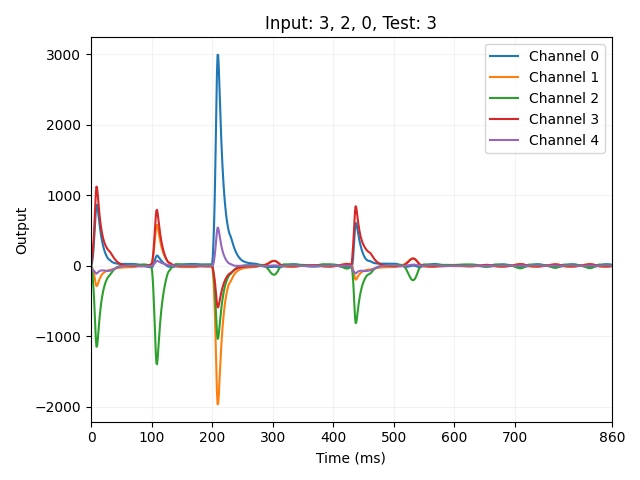 Input: 3, 2, 0, Test: 3
3000
2000
1000
0
−1000
−2000
Output
Channel 0
Channel 1
Channel 2
Channel 3
Channel 4
0 100 200 300 400 500 600 700 860
Time (ms)